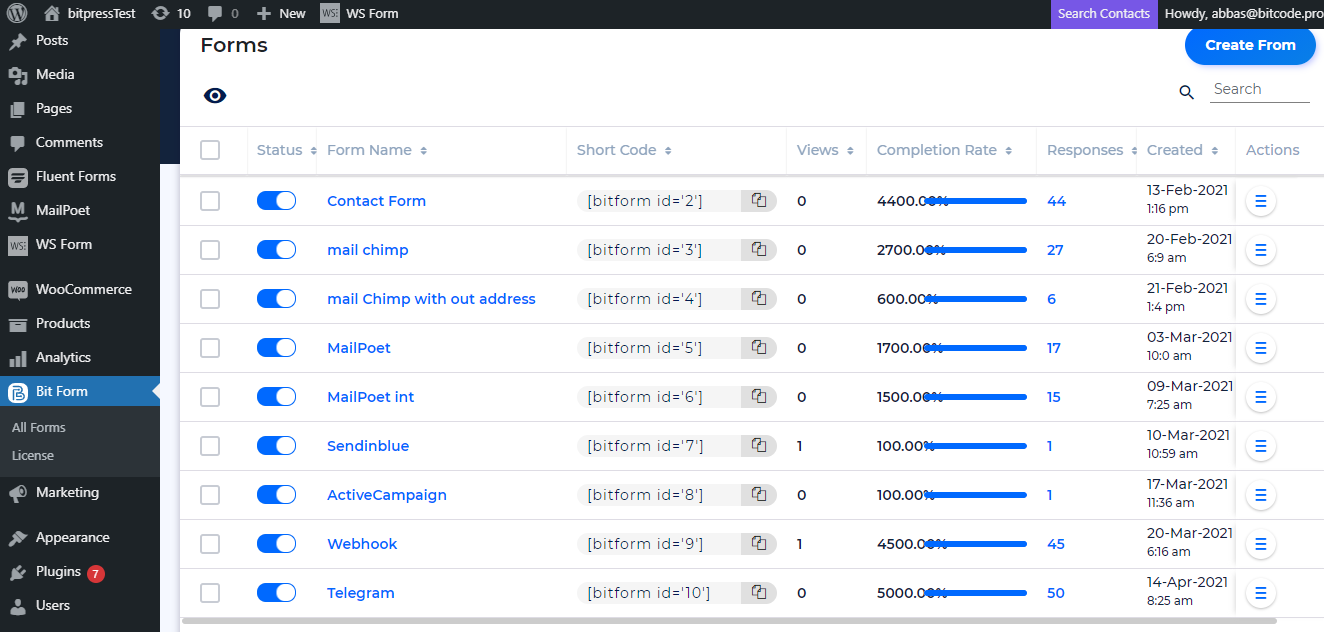 bitpressTest 10 0 New WS WS Form Search Contacts Howdy, abbas@bitcode.pro
Posts
Media
Pages
Comments
Fluent Forms
MailPoet
WS WS Form
Woo WooCommerce
Products
Analytics
Bit Form
All Forms
License
Marketing
Appearance
Plugins 7
Users
Forms
Create From
Search
Status Form Name Short Code Views Completion Rate Responses Created Actions
Contact Form [bitform id='2'] 0 4400.00% 44 13-Feb-2021
1:16 pm
mail chimp [bitform id='3'] 0 2700.00% 27 20-Feb-2021
6:9 am
mail Chimp with out address [bitform id='4'] 0 600.00% 6 21-Feb-2021
1:4 pm
MailPoet [bitform id='5'] 0 1700.00% 17 03-Mar-2021
10:0 am
MailPoet int [bitform id='6'] 0 1500.00% 15 09-Mar-2021
7:25 am
Sendinblue [bitform id='7'] 1 100.00% 1 10-Mar-2021
10:59 am
ActiveCampaign [bitform id='8'] 0 100.00% 1 17-Mar-2021
11:36 am
Webhook [bitform id='9'] 1 4500.00% 45 20-Mar-2021
6:16 am
Telegram [bitform id='10'] 0 5000.00% 50 14-Apr-2021
8:25 am